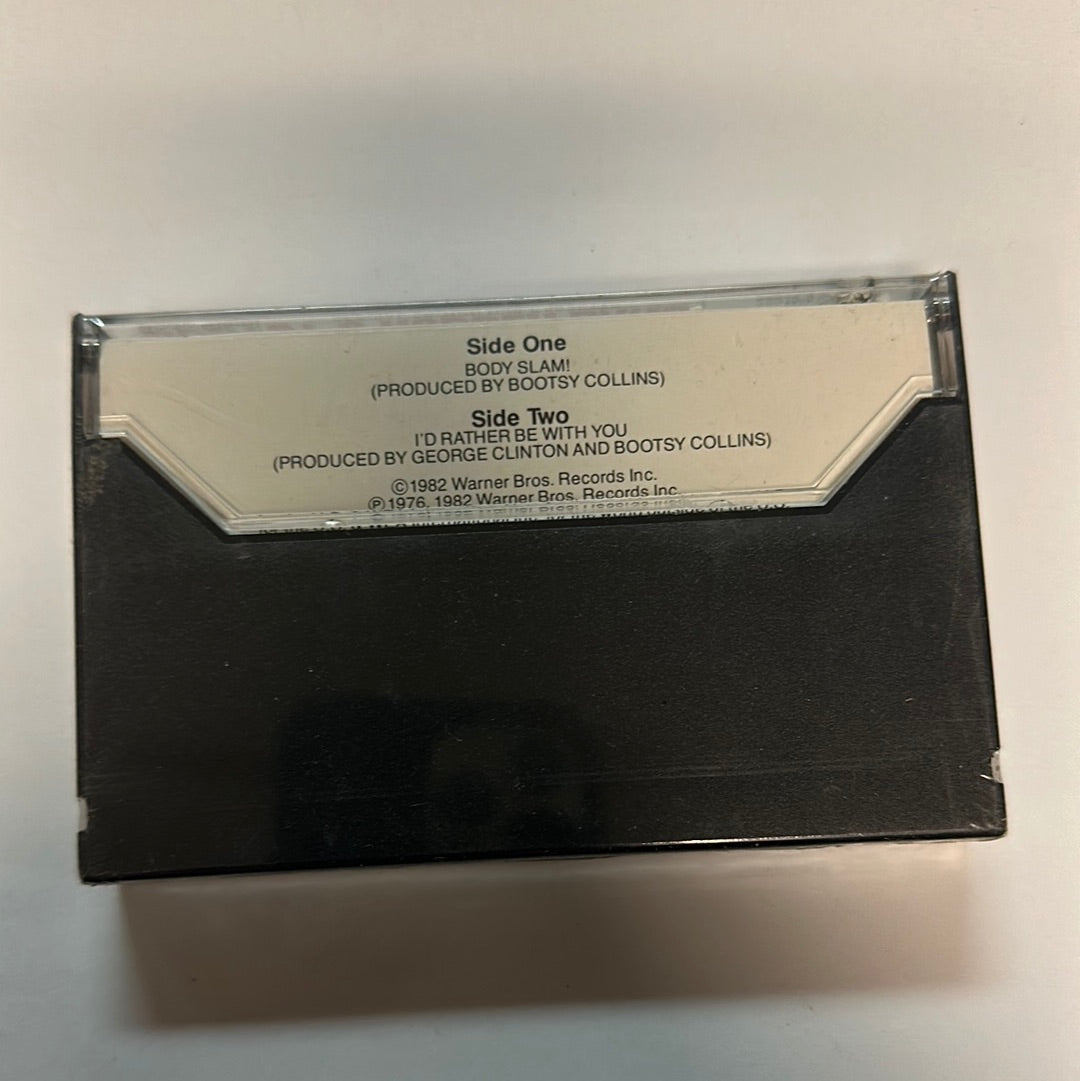 Side One
BODY SLAM!
(PRODUCED BY BOOTSY COLLINS)
Side Two
I'D RATHER BE WITH YOU
(PRODUCED BY GEORGE CLINTON AND BOOTSY COLLINS)
©1982 Warner Bros. Records Inc.
℗1976, 1982 Warner Bros. Records Inc.